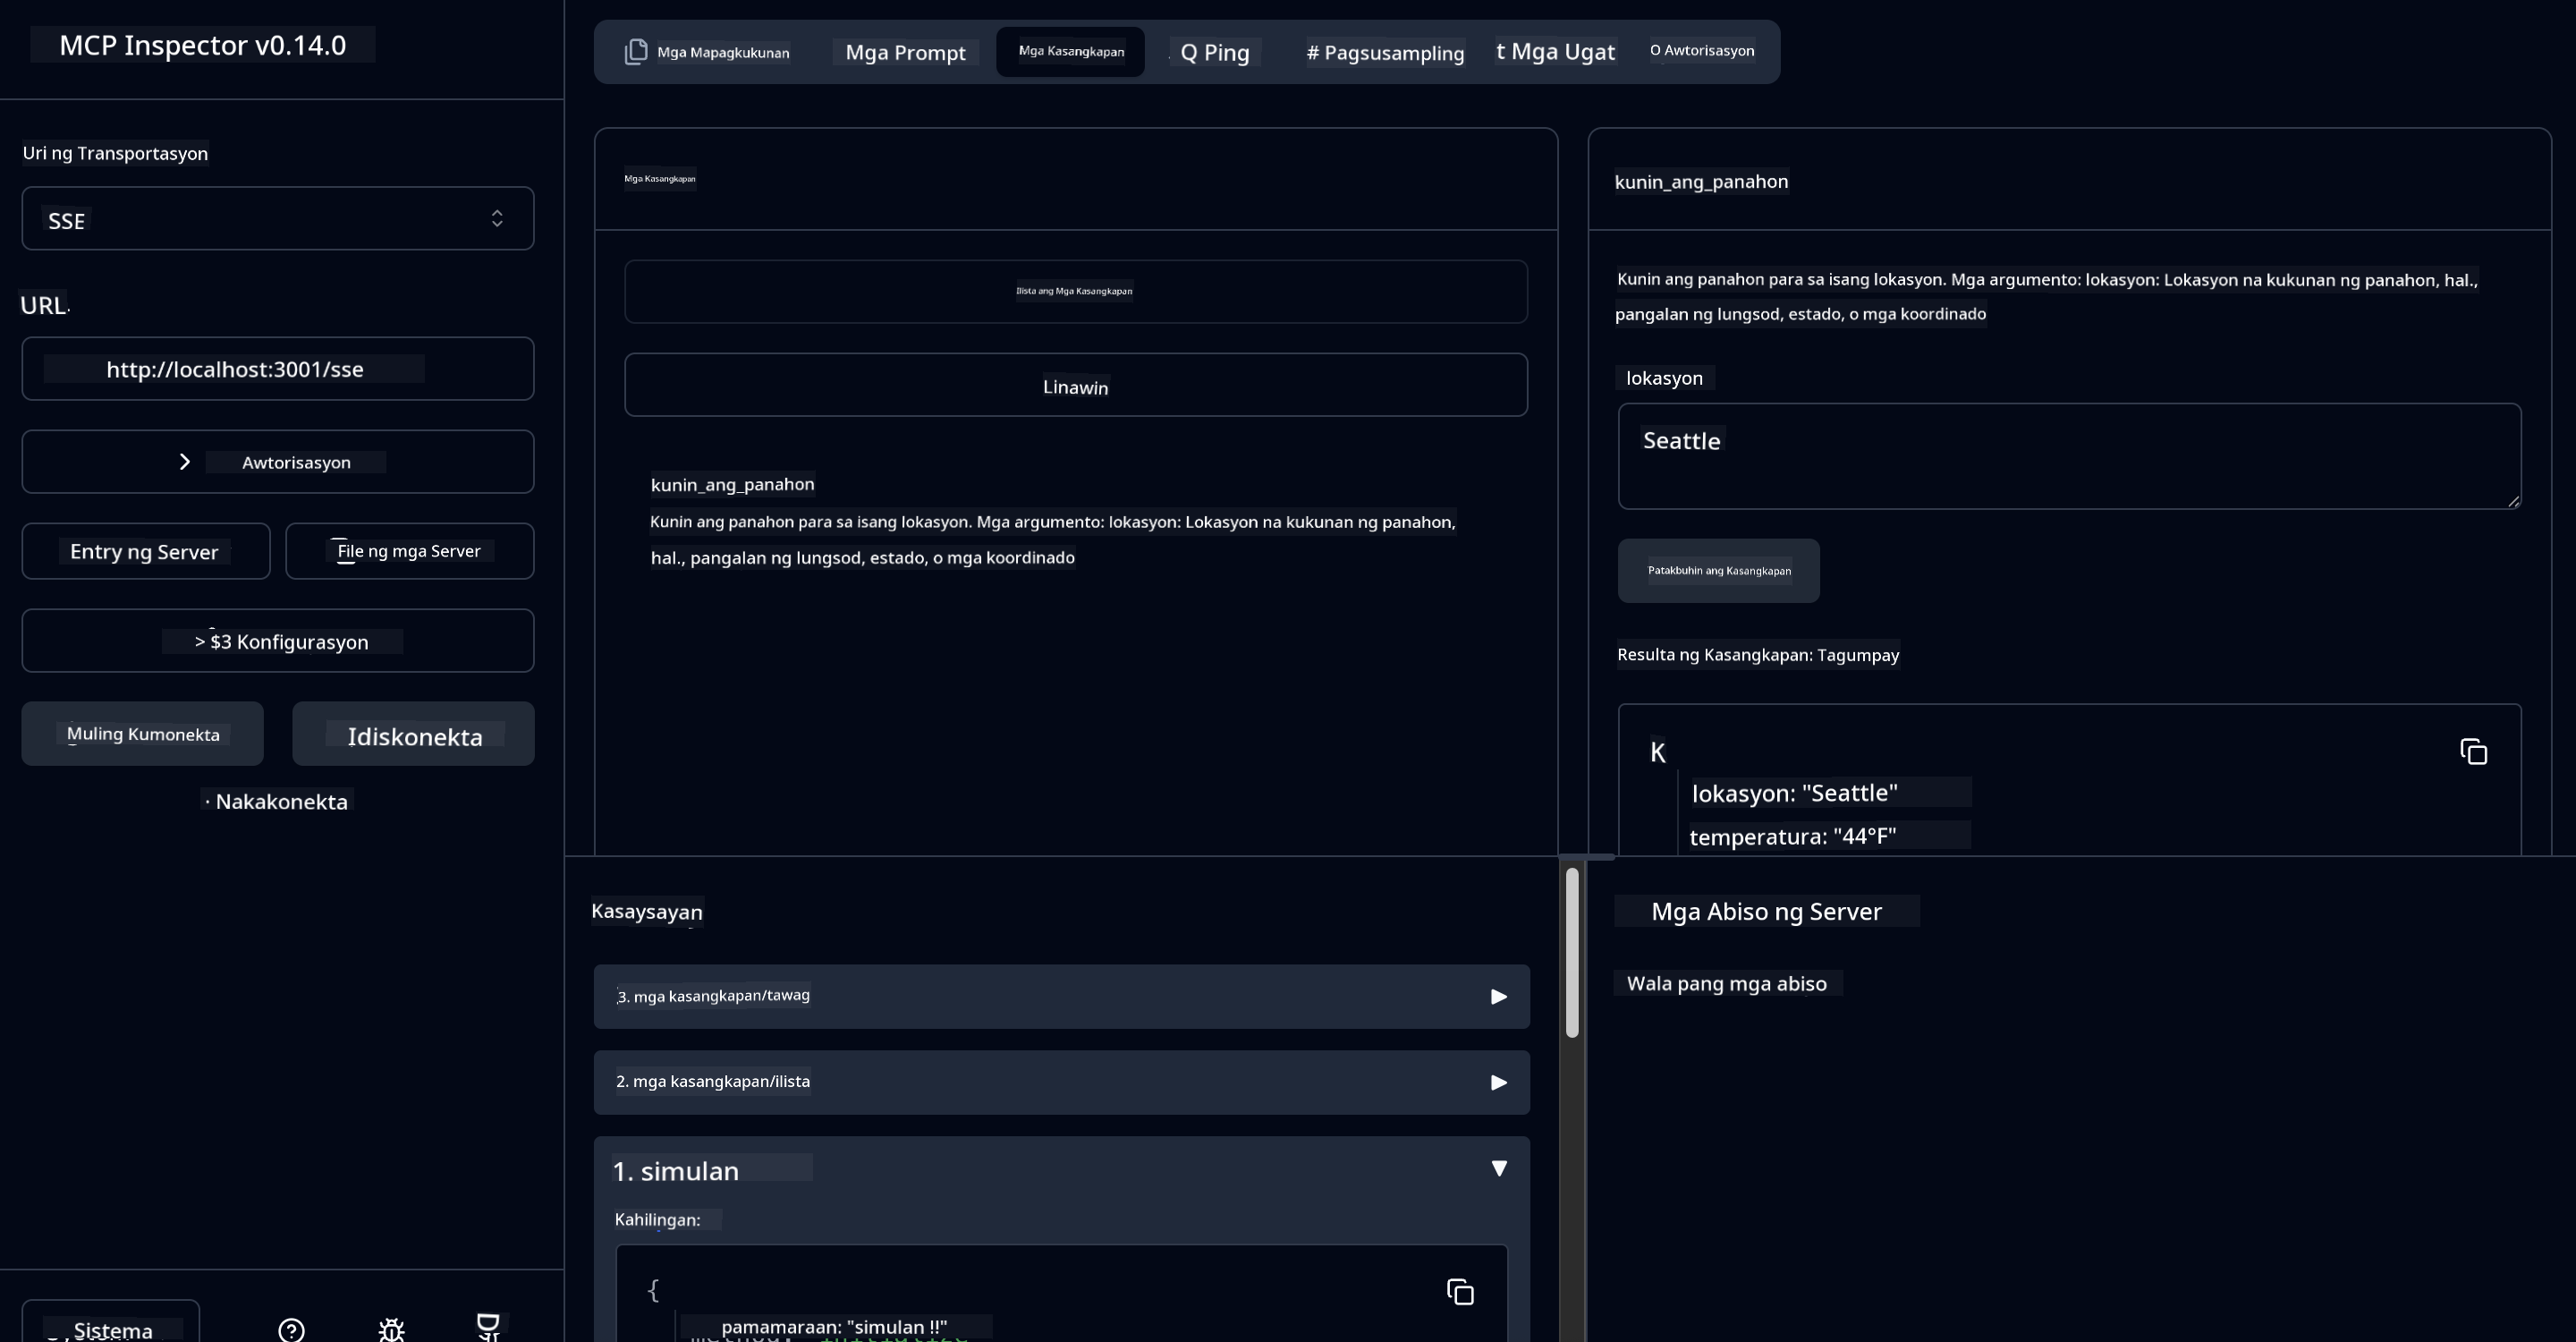 MCP Inspector v0.14.0
Uri ng Transportasyon
SSE
URL
http://localhost:3001/sse
Awtorisasyon
Entry ng Server
File ng mga Server
> $3 Konfigurasyon
Muling Kumonekta
Idiskonekta
· Nakakonekta
Sistema
Mga Mapagkukunan
Mga Prompt
Mga Kasangkapan
Q Ping
# Pagsusampling
t Mga Ugat
O Awtorisasyon
Mga Kasangkapan
Ilista ang Mga Kasangkapan
Linawin
kunin_ang_panahon
Kunin ang panahon para sa isang lokasyon. Mga argumento: lokasyon: Lokasyon na kukunan ng panahon,
hal., pangalan ng lungsod, estado, o mga koordinado
kunin_ang_panahon
Kunin ang panahon para sa isang lokasyon. Mga argumento: lokasyon: Lokasyon na kukunan ng panahon, hal.,
pangalan ng lungsod, estado, o mga koordinado
lokasyon
Seattle
Patakbuhin ang Kasangkapan
Resulta ng Kasangkapan: Tagumpay
K
lokasyon: "Seattle"
temperatura: "44°F"
Kasaysayan
3. mga kasangkapan/tawag
2. mga kasangkapan/ilista
1. simulan
Kahilingan:
{
pamamaraan: "simulan !!"
Mga Abiso ng Server
Wala pang mga abiso